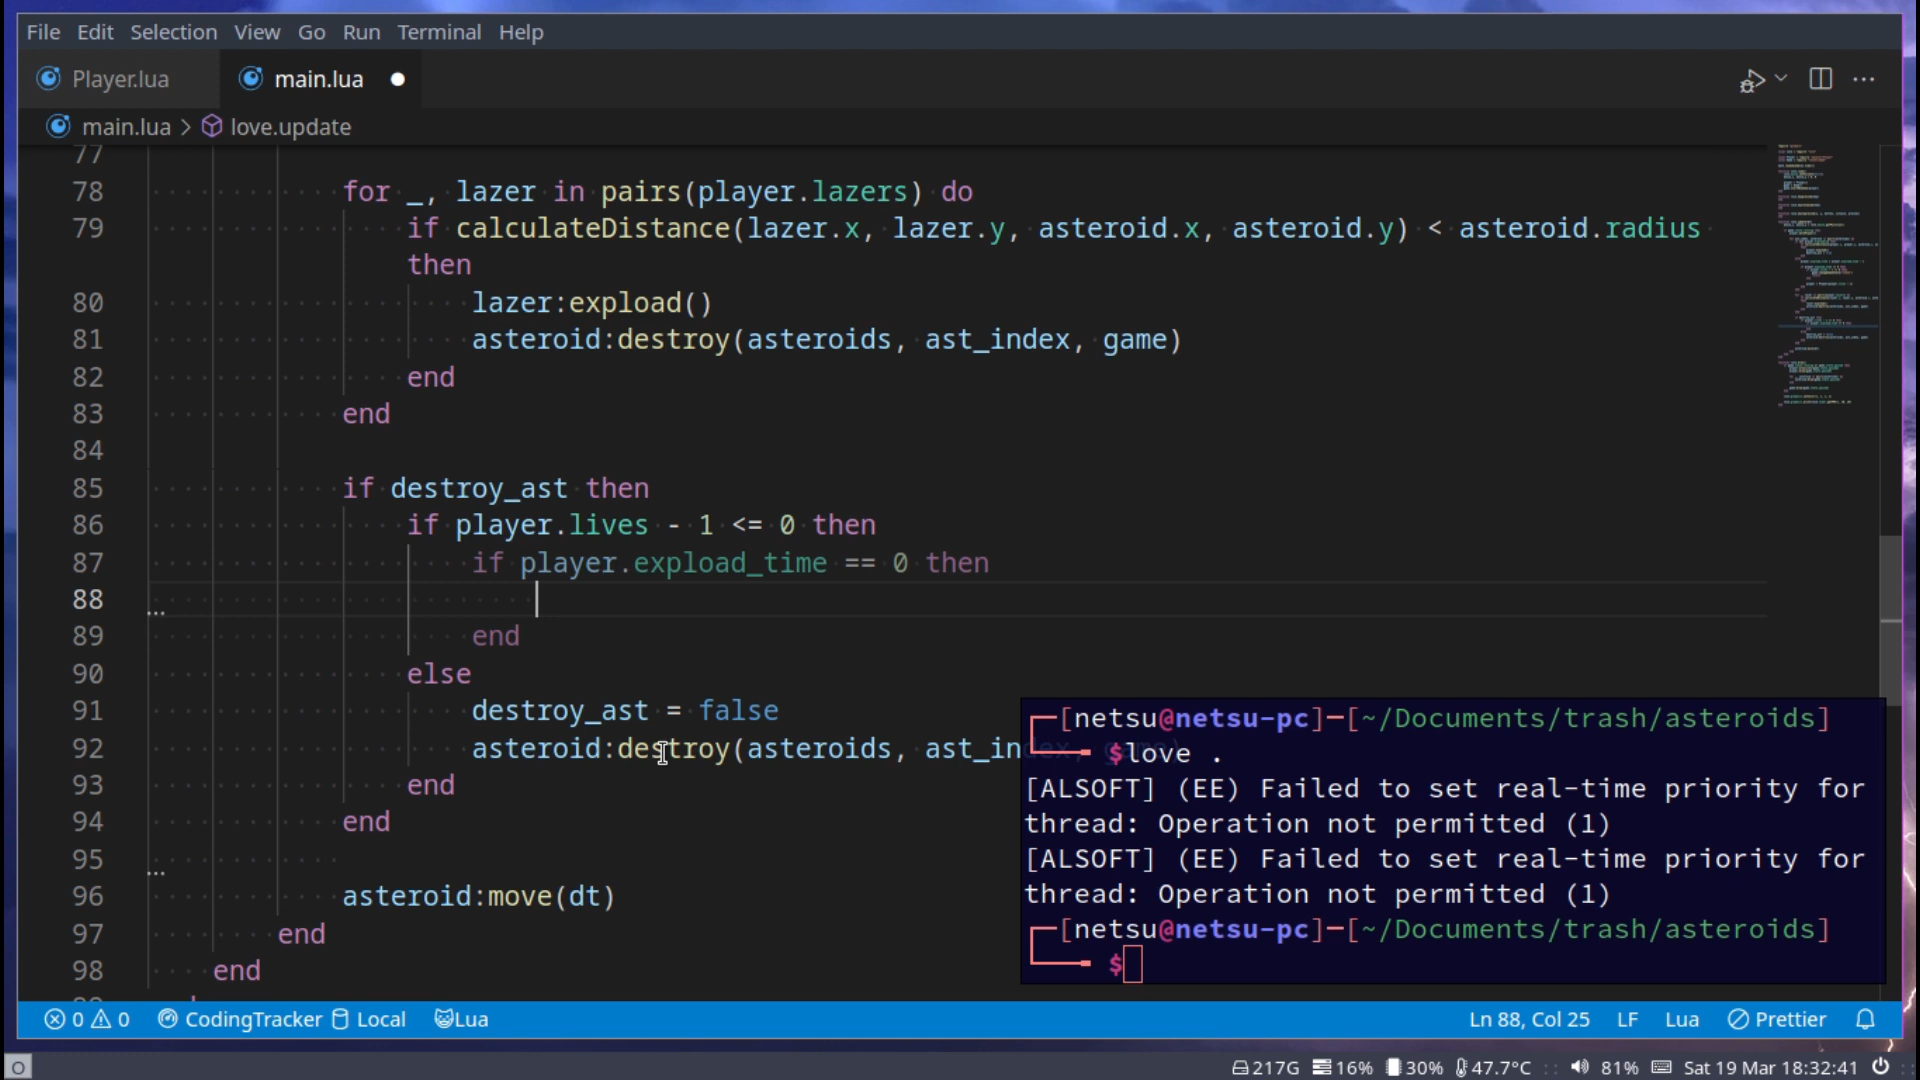 File Edit Selection View Go Run Terminal Help
Player.lua main.lua
main.lua > love.update
77
78 for _, lazer in pairs(player.lazers) do
79 if calculateDistance(lazer.x, lazer.y, asteroid.x, asteroid.y) < asteroid.radius
then
80 lazer:expload()
81 asteroid:destroy(asteroids, ast_index, game)
82 end
83 end
84
85 if destroy_ast then
86 if player.lives - 1 <= 0 then
87 if player.expload_time == 0 then
88
89 end
90 else
91 destroy_ast = false
92 asteroid:destroy(asteroids, ast_index, game)
93 end
94 end
95
96 asteroid:move(dt)
97 end
98 end
[netsu@netsu-pc]-[~/Documents/trash/asteroids]
$love .
[ALSOFT] (EE) Failed to set real-time priority for
thread: Operation not permitted (1)
[ALSOFT] (EE) Failed to set real-time priority for
thread: Operation not permitted (1)
[netsu@netsu-pc]-[~/Documents/trash/asteroids]
$
0 0 CodingTracker Local Lua Ln 88, Col 25 LF Lua Prettier
217G 16% 30% 47.7°C 81% Sat 19 Mar 18:32:41